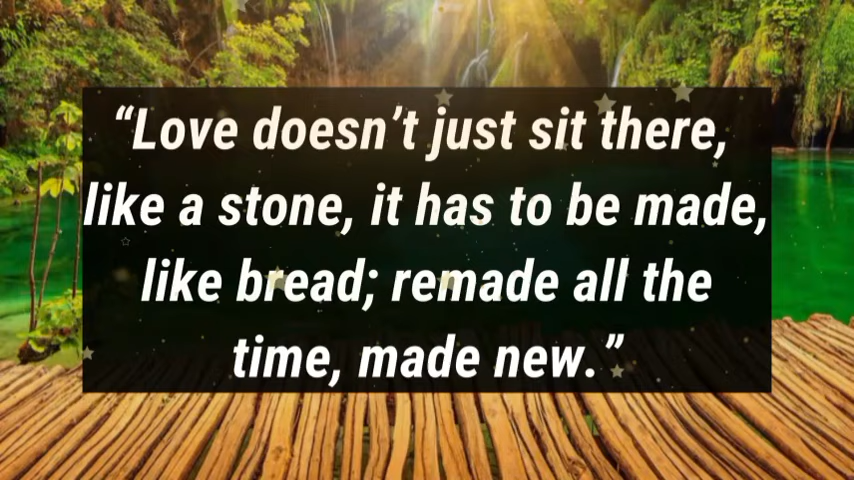 “Love doesn’t just sit there,
like a stone, it has to be made,
like bread; remade all the
time, made new.”